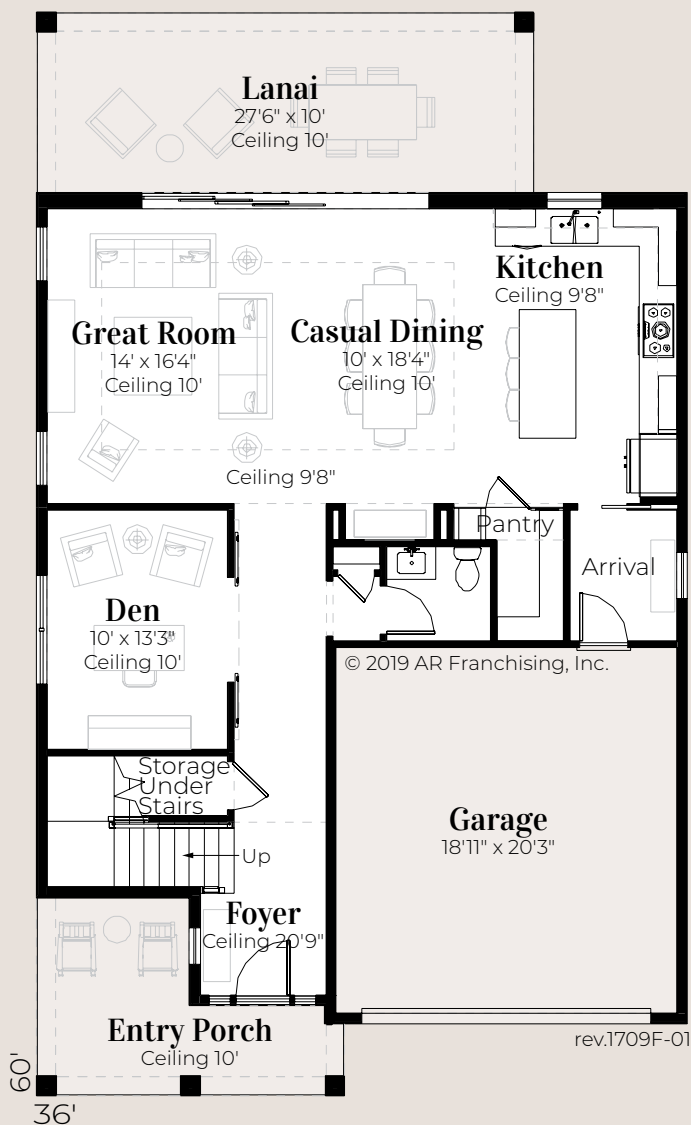 Lanai
27'6" x 10'
Ceiling 10'
Kitchen
Ceiling 9'8"
Great Room
14' x 16'4"
Ceiling 10'
Casual Dining
10' x 18'4"
Ceiling 10'
Ceiling 9'8"
Pantry
Arrival
Den
10' x 13'3"
Ceiling 10'
© 2019 AR Franchising, Inc.
Storage
Under
Stairs
Up
Garage
18'11" x 20'3"
Foyer
Ceiling 20'9"
Entry Porch
Ceiling 10'
rev.1709F-01
60'
36'